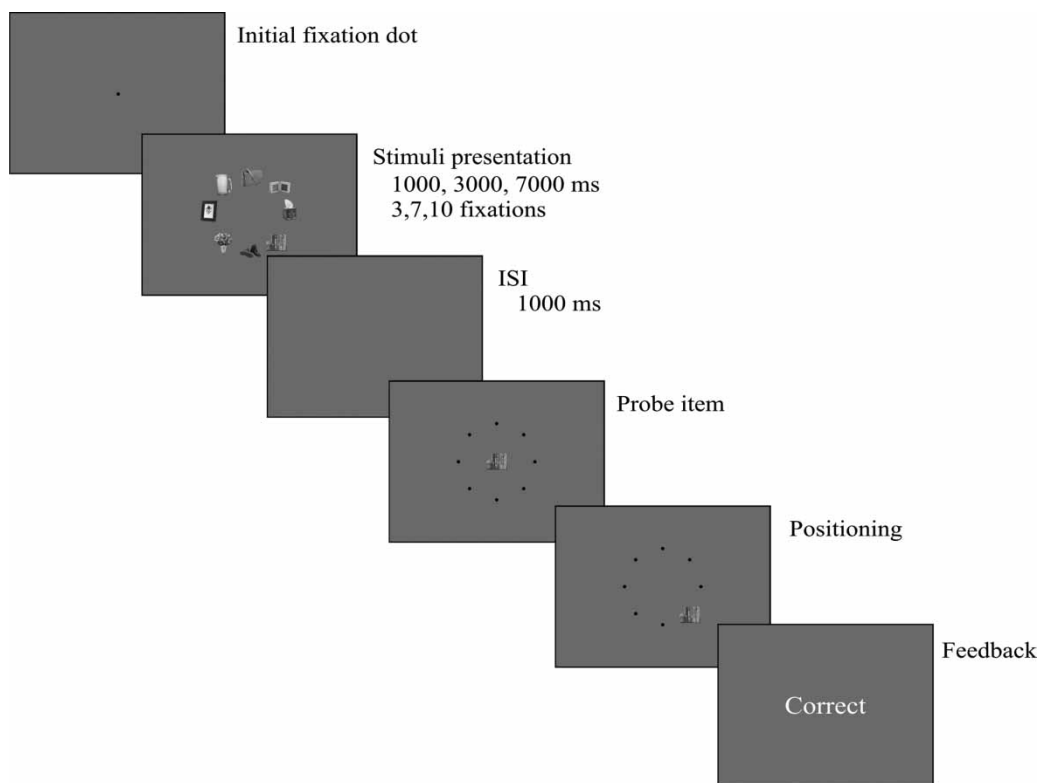 Initial fixation dot
Stimuli presentation
1000, 3000, 7000 ms
3,7,10 fixations
ISI
1000 ms
Probe item
Positioning
Feedback
Correct